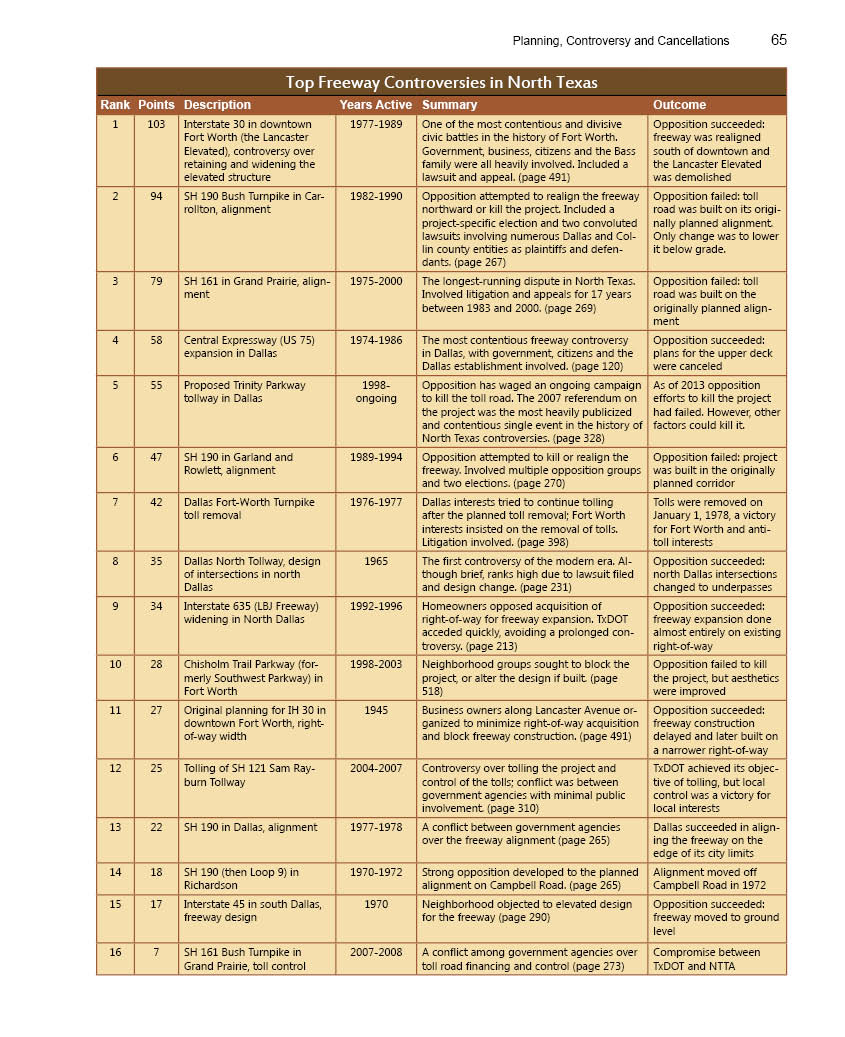 Planning, Controversy and Cancellations 65
Top Freeway Controversies in North Texas
Rank Points Description Years Active Summary Outcome
1 103 Interstate 30 in downtown
Fort Worth (the Lancaster
Elevated), controversy over
retaining and widening the
elevated structure
1977-1989
One of the most contentious and divisive
civic battles in the history of Fort Worth.
Government, business, citizens and the Bass
family were all heavily involved. Included a
lawsuit and appeal. (page 491)
Opposition succeeded:
freeway was realigned
south of downtown and
the Lancaster Elevated
was demolished
2 94 SH 190 Bush Turnpike in Car-
rollton, alignment
1982-1990
Opposition attempted to realign the freeway
northward or kill the project. Included a
project-specific election and two convoluted
lawsuits involving numerous Dallas and Col-
lin county entities as plaintiffs and defen-
dants. (page 267)
Opposition failed: toll
road was built on its origi-
nally planned alignment.
Only change was to lower
it below grade.
3 79 SH 161 in Grand Prairie, align-
ment
1975-2000
The longest-running dispute in North Texas.
Involved litigation and appeals for 17 years
between 1983 and 2000. (page 269)
Opposition failed: toll
road was built on the
originally planned align-
ment
4 58 Central Expressway (US 75)
expansion in Dallas
1974-1986
The most contentious freeway controversy
in Dallas, with government, citizens and the
Dallas establishment involved. (page 120)
Opposition succeeded:
plans for the upper deck
were canceled
5 55 Proposed Trinity Parkway
tollway in Dallas
1998-
ongoing
Opposition has waged an ongoing campaign
to kill the toll road. The 2007 referendum on
the project was the most heavily publicized
and contentious single event in the history of
North Texas controversies. (page 328)
As of 2013 opposition
efforts to kill the project
had failed. However, other
factors could kill it.
6 47 SH 190 in Garland and
Rowlett, alignment
1989-1994
Opposition attempted to kill or realign the
freeway. Involved multiple opposition groups
and two elections. (page 270)
Opposition failed: project
was built in the originally
planned corridor
7 42 Dallas Fort-Worth Turnpike
toll removal
1976-1977
Dallas interests tried to continue tolling
after the planned toll removal; Fort Worth
interests insisted on the removal of tolls.
Litigation involved. (page 398)
Tolls were removed on
January 1, 1978, a victory
for Fort Worth and anti-
toll interests
8 35 Dallas North Tollway, design
of intersections in north
Dallas
1965
The first controversy of the modern era. Al-
though brief, ranks high due to lawsuit filed
and design change. (page 231)
Opposition succeeded:
north Dallas intersections
changed to underpasses
9 34 Interstate 635 (LBJ Freeway)
widening in North Dallas
1992-1996
Homeowners opposed acquisition of
right-of-way for freeway expansion. TxDOT
acceded quickly, avoiding a prolonged con-
troversy. (page 213)
Opposition succeeded:
freeway expansion done
almost entirely on existing
right-of-way
10 28 Chisholm Trail Parkway (for-
merly Southwest Parkway) in
Fort Worth
1998-2003
Neighborhood groups sought to block the
project, or alter the design if built. (page
518)
Opposition failed to kill
the project, but aesthetics
were improved
11 27 Original planning for IH 30 in
downtown Fort Worth, right-
of-way width
1945
Business owners along Lancaster Avenue or-
ganized to minimize right-of-way acquisition
and block freeway construction. (page 491)
Opposition succeeded:
freeway construction
delayed and later built on
a narrower right-of-way
12 25 Tolling of SH 121 Sam Ray-
burn Tollway
2004-2007
Controversy over tolling the project and
control of the tolls; conflict was between
government agencies with minimal public
involvement. (page 310)
TxDOT achieved its objec-
tive of tolling, but local
control was a victory for
local interests
13 22 SH 190 in Dallas, alignment
1977-1978
A conflict between government agencies
over the freeway alignment (page 265)
Dallas succeeded in align-
ing the freeway on the
edge of its city limits
14 18 SH 190 (then Loop 9) in
Richardson
1970-1972
Strong opposition developed to the planned
alignment on Campbell Road. (page 265)
Alignment moved off
Campbell Road in 1972
15 17 Interstate 45 in south Dallas,
freeway design
1970
Neighborhood objected to elevated design
for the freeway (page 290)
Opposition succeeded:
freeway moved to ground
level
16 7 SH 161 Bush Turnpike in
Grand Prairie, toll control
2007-2008
A conflict among government agencies over
toll road financing and control (page 273)
Compromise between
TxDOT and NTTA